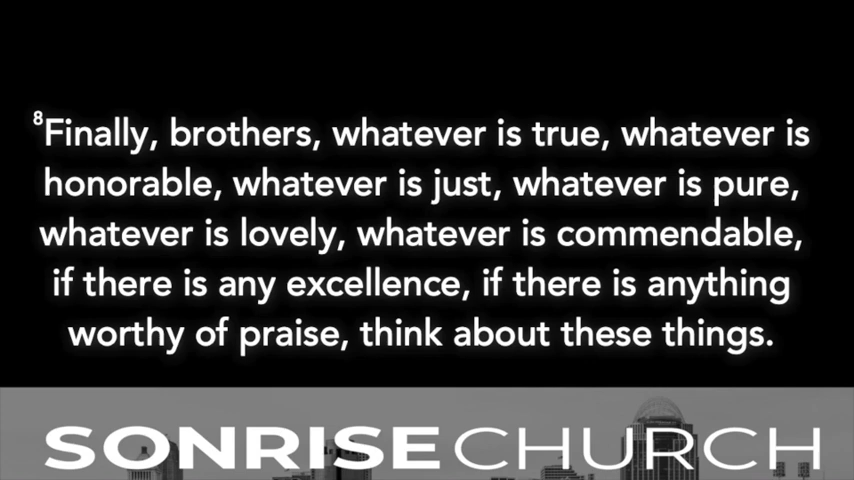 ⁸Finally, brothers, whatever is true, whatever is
honorable, whatever is just, whatever is pure,
whatever is lovely, whatever is commendable,
if there is any excellence, if there is anything
worthy of praise, think about these things.
SONRISECHURCH